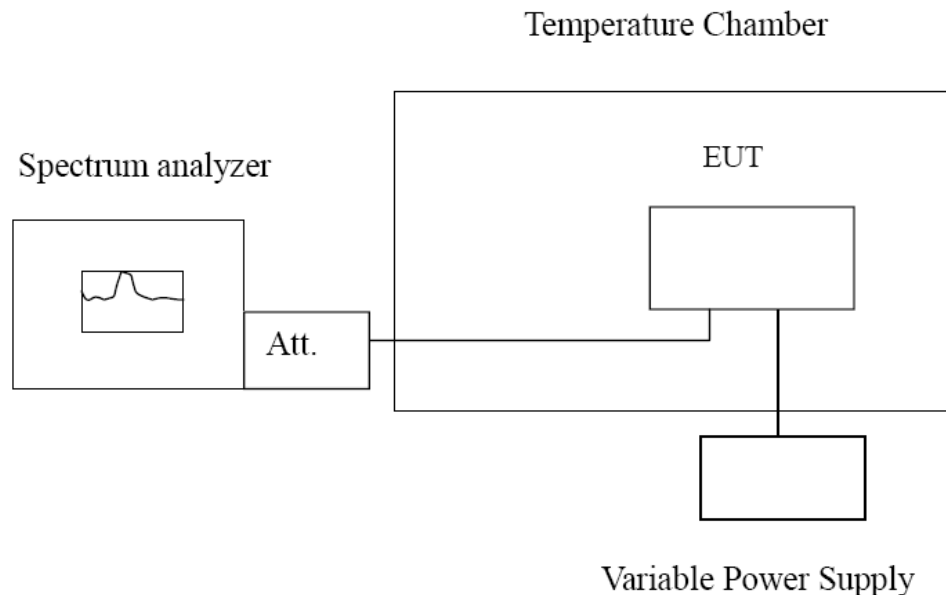 Temperature Chamber
Spectrum analyzer
EUT
Att.
Variable Power Supply